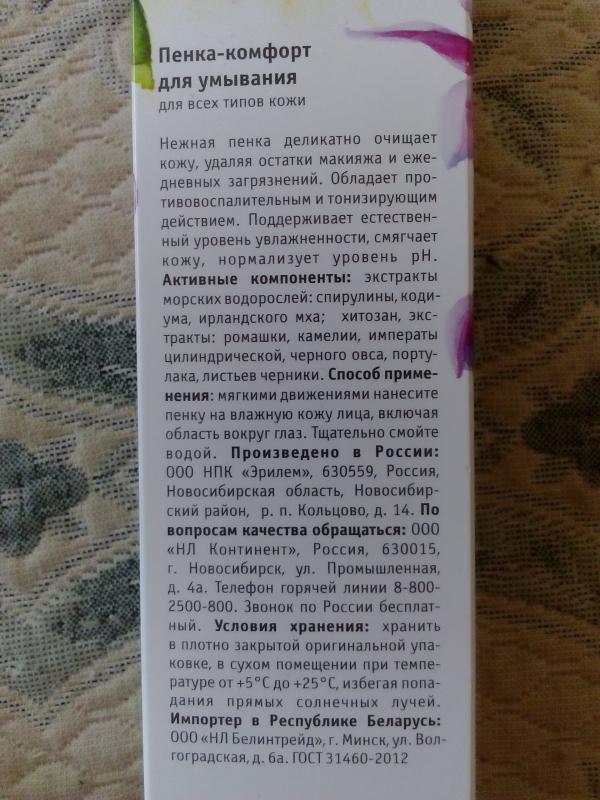 Пенка-комфорт
для умывания
для всех типов кожи
Нежная пенка деликатно очищает
кожу, удаляя остатки макияжа и еже-
дневных загрязнений. Обладает про-
тивовоспалительным и тонизирующим
действием. Поддерживает естествен-
ный уровень увлажненности, смягчает
кожу, нормализует уровень pH.
Активные компоненты: экстракты
морских водорослей: спирулины, коди-
ума, ирландского мха; хитозан, экс-
тракты: ромашки, камелии, императы
цилиндрической, черного овса, порту-
лака, листьев черники. Способ приме-
нения: мягкими движениями нанесите
пенку на влажную кожу лица, включая
область вокруг глаз. Тщательно смойте
водой. Произведено в России:
ООО НПК «Эрилем», 630559, Россия,
Новосибирская область, Новосибир-
ский район, р. п. Кольцово, д. 14. По
вопросам качества обращаться: ООО
«НЛ Континент», Россия, 630015,
г. Новосибирск, ул. Промышленная,
д. 4а. Телефон горячей линии 8-800-
2500-800. Звонок по России бесплат-
ный. Условия хранения: хранить
в плотно закрытой оригинальной упа-
ковке, в сухом помещении при темпе-
ратуре от +5°C до +25°C, избегая попа-
дания прямых солнечных лучей.
Импортер в Республике Беларусь:
ООО «НЛ Белинтрейд», г. Минск, ул. Вол-
гоградская, д. 6а. ГОСТ 31460-2012